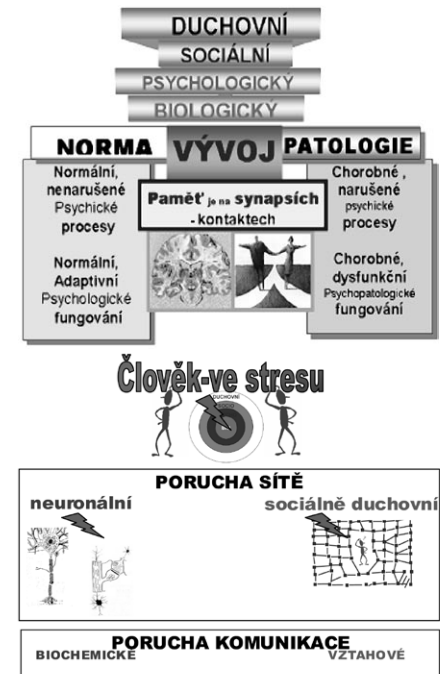 DUCHOVNÍ
SOCIÁLNÍ
PSYCHOLOGICKÝ
BIOLOGICKÝ
NORMA VÝVOJ PATOLOGIE
Normální,
nenarušené
Psychické
procesy
Normální,
Adaptivní
Psychologické
fungování
Paměť je na synapsích
- kontaktech
Chorobné,
narušené
psychické
procesy
Chorobné,
dysfunkční
Psychopatologické
fungování
Člověk-ve stresu
DUCHOVNÍ
PORUCHA SÍTĚ
neuronální sociálně duchovní
PORUCHA KOMUNIKACE
BIOCHEMICKÉ VZTAHOVÉ